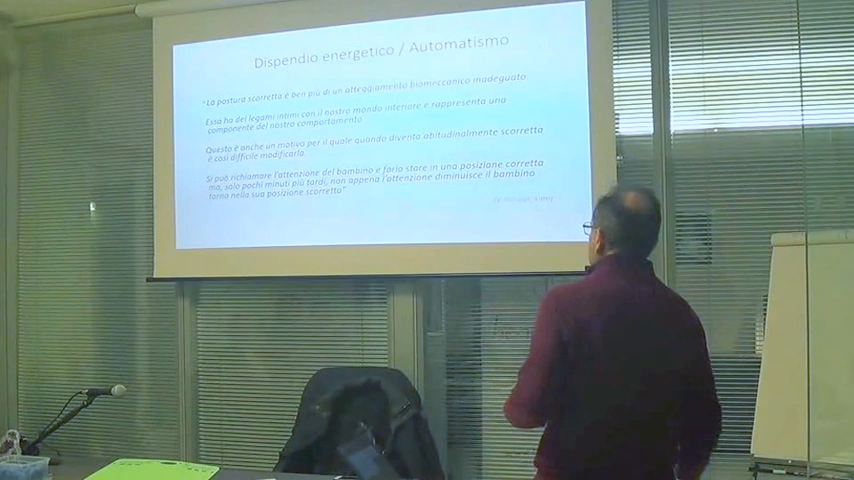 Dispendio energetico / Automatismo
"La postura scorretta è ben più di un atteggiamento biomeccanico inadeguato.
Essa ha dei legami intimi con il nostro mondo interiore e rappresenta una
componente del nostro comportamento.
Questo è anche un motivo per il quale quando diventa abitudinalmente scorretta
è così difficile modificarla.
Si può richiamare l'attenzione del bambino e farlo stare in una posizione corretta
ma, solo pochi minuti più tardi, non appena l'attenzione diminuisce il bambino
torno nella sua posizione scorretta"